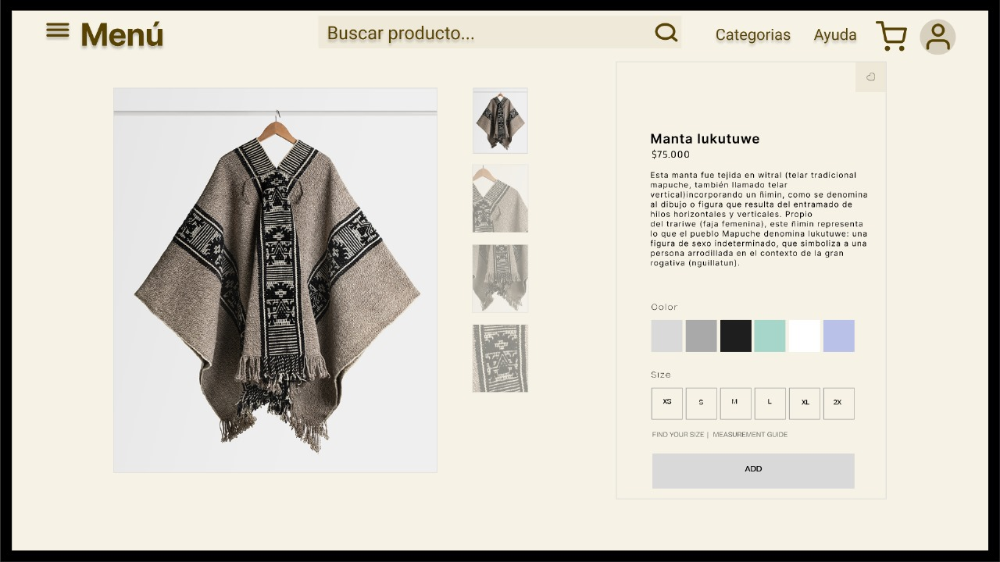 Menú
Buscar producto...
Categorias
Ayuda
Manta lukutuwe
$75.000
Esta manta fue tejida en witral (telar tradicional
mapuche, también llamado telar
vertical)incorporando un ñimin, como se denomina
al dibujo o figura que resulta del entramado de
hilos horizontales y verticales. Propio
del trariwe (faja femenina), este ñimin representa
lo que el pueblo Mapuche denomina lukutuwe: una
figura de sexo indeterminado, que simboliza a una
persona arrodillada en el contexto de la gran
rogativa (nguillatun).
Color
Size
XS S M L XL 2X
FIND YOUR SIZE | MEASUREMENT GUIDE
ADD